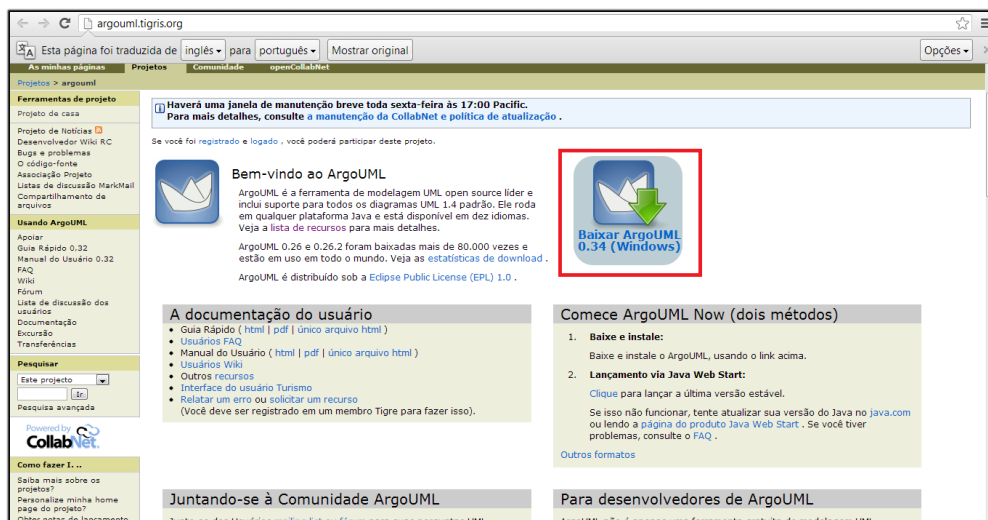 argouml.tigris.org
Esta página foi traduzida de inglês para português Mostrar original Opções
As minhas páginas Projetos Comunidade openCollabNet
Projetos > argouml
Ferramentas de projeto
Projeto de casa
Projeto de Notícias
Desenvolvedor Wiki RC
Bugs e problemas
O código-fonte
Associação Projeto
Listas de discussão MarkMail
Compartilhamento de
arquivos
Usando ArgoUML
Apoiar
Guia Rápido 0.32
Manual do Usuário 0.32
FAQ
Wiki
Fórum
Lista de discussão dos
usuários
Documentação
Excursão
Transferências
Pesquisar
Este projecto
Ir
Pesquisa avançada
Powered by
CollabNet.
Como fazer I. ..
Saiba mais sobre os
projetos?
Personalize minha home
page do projeto?
Obter notas de lançamento
Haverá uma janela de manutenção breve toda sexta-feira às 17:00 Pacific.
Para mais detalhes, consulte a manutenção da CollabNet e política de atualização .
Se você foi registrado e logado , você poderá participar deste projeto.
Bem-vindo ao ArgoUML
ArgoUML é a ferramenta de modelagem UML open source líder e
inclui suporte para todos os diagramas UML 1.4 padrão. Ele roda
em qualquer plataforma Java e está disponível em dez idiomas.
Veja a lista de recursos para mais detalhes.
ArgoUML 0.26 e 0.26.2 foram baixadas mais de 80.000 vezes e
estão em uso em todo o mundo. Veja as estatísticas de download .
ArgoUML é distribuído sob a Eclipse Public License (EPL) 1.0 .
Baixar ArgoUML
0.34 (Windows)
A documentação do usuário
Guia Rápido ( html | pdf | único arquivo html )
Usuários FAQ
Manual do Usuário ( html | pdf | único arquivo html )
Usuários Wiki
Outros recursos
Interface do usuário Turismo
Relatar um erro ou solicitar um recurso
(Você deve ser registrado em um membro Tigre para fazer isso).
Comece ArgoUML Now (dois métodos)
1. Baixe e instale:
Baixe e instale o ArgoUML, usando o link acima.
2. Lançamento via Java Web Start:
Clique para lançar a última versão estável.
Se isso não funcionar, tente atualizar sua versão do Java no java.com
ou lendo a página do produto Java Web Start . Se você tiver
problemas, consulte o FAQ .
Outros formatos
Juntando-se à Comunidade ArgoUML
Para desenvolvedores de ArgoUML